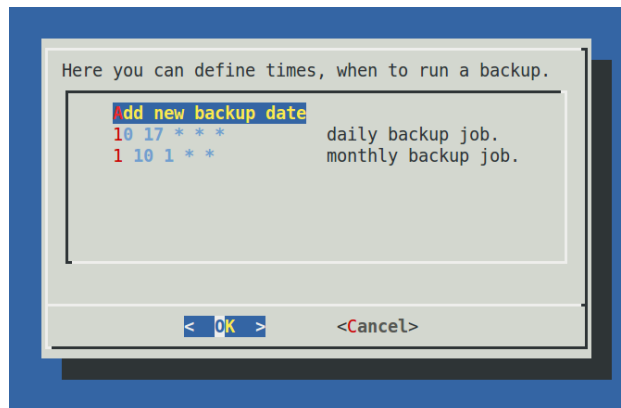 Here you can define times, when to run a backup.
Add new backup date
10 17 * * * daily backup job.
1 10 1 * * monthly backup job.
< OK > <Cancel>